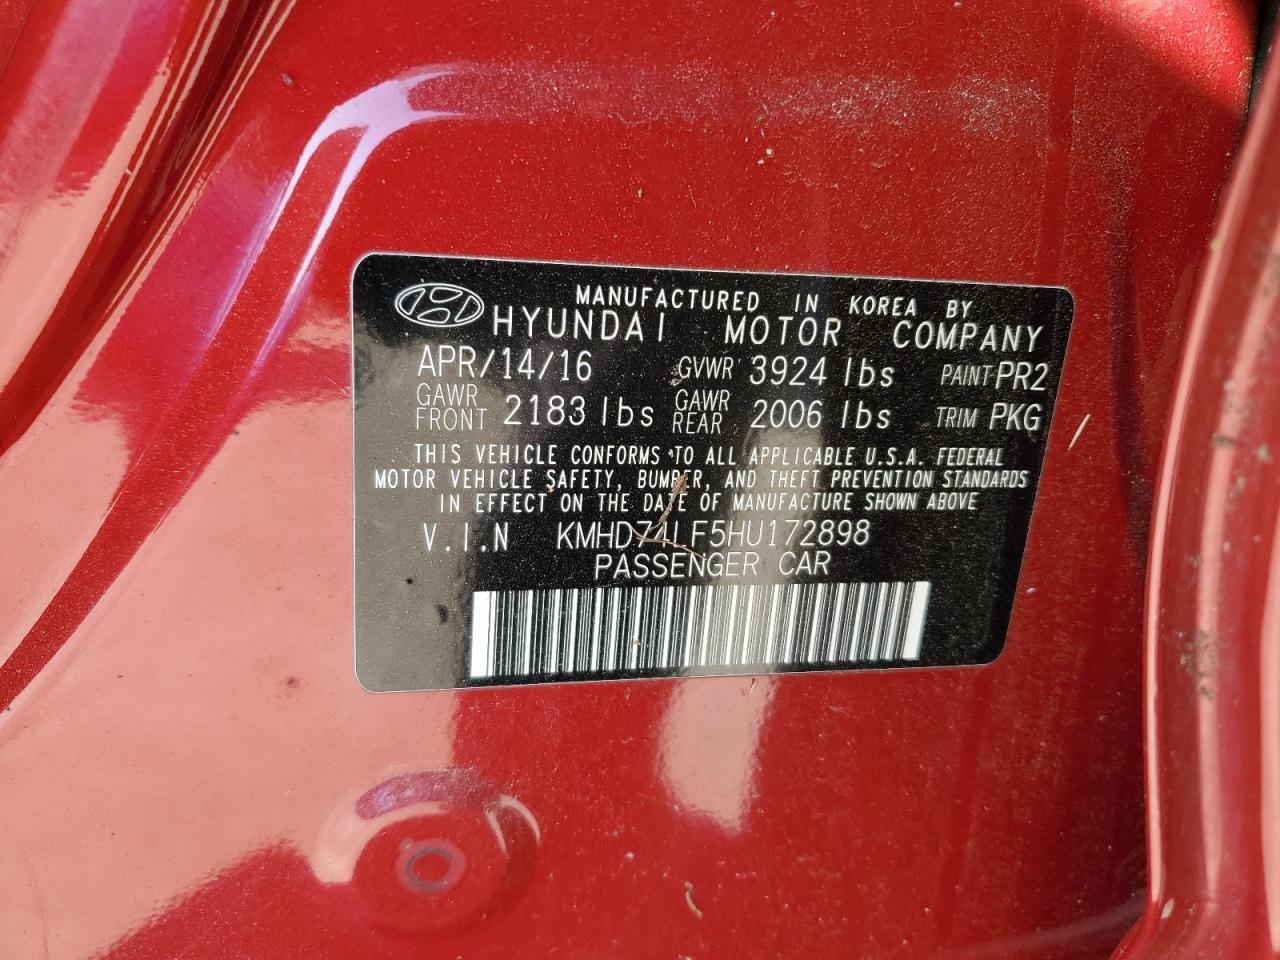 MANUFACTURED IN KOREA BY
HYUNDAI MOTOR COMPANY
APR/14/16 GVWR 3924 lbs PAINT PR2
GAWR FRONT 2183 lbs GAWR REAR 2006 lbs TRIM PKG
THIS VEHICLE CONFORMS TO ALL APPLICABLE U.S.A. FEDERAL
MOTOR VEHICLE SAFETY, BUMPER, AND THEFT PREVENTION STANDARDS
IN EFFECT ON THE DATE OF MANUFACTURE SHOWN ABOVE
V.I.N KMHD74LF5HU172898
PASSENGER CAR